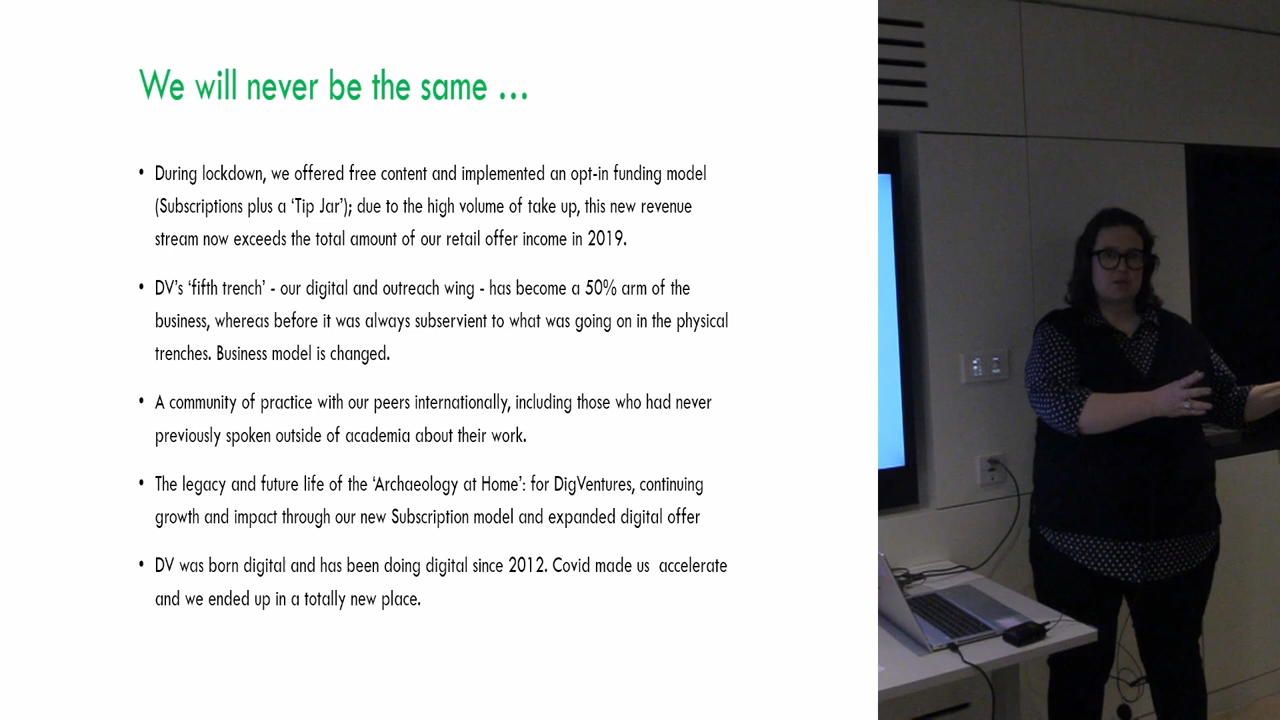 We will never be the same ...
• During lockdown, we offered free content and implemented an opt-in funding model
(Subscriptions plus a ‘Tip Jar’); due to the high volume of take up, this new revenue
stream now exceeds the total amount of our retail offer income in 2019.
• DV’s ‘fifth trench’ - our digital and outreach wing - has become a 50% arm of the
business, whereas before it was always subservient to what was going on in the physical
trenches. Business model is changed.
• A community of practice with our peers internationally, including those who had never
previously spoken outside of academia about their work.
• The legacy and future life of the ‘Archaeology at Home’: for DigVentures, continuing
growth and impact through our new Subscription model and expanded digital offer
• DV was born digital and has been doing digital since 2012. Covid made us  accelerate
and we ended up in a totally new place.